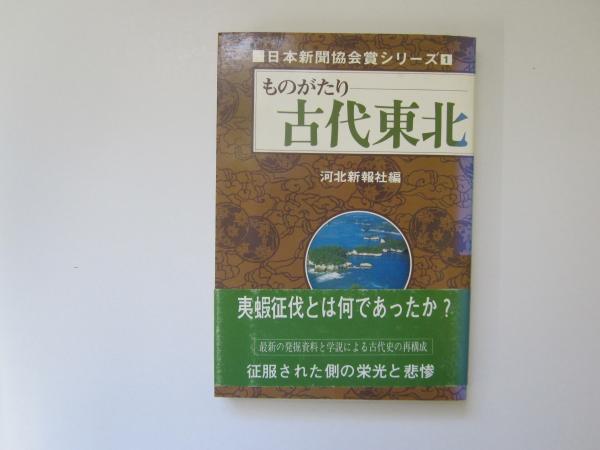 ■日本新聞協会賞シリーズ1
ものがたり
古代東北
河北新報社編
夷蝦征伐とは何であったか?
最新の発掘資料と学説による古代史の再構成
征服された側の栄光と悲惨